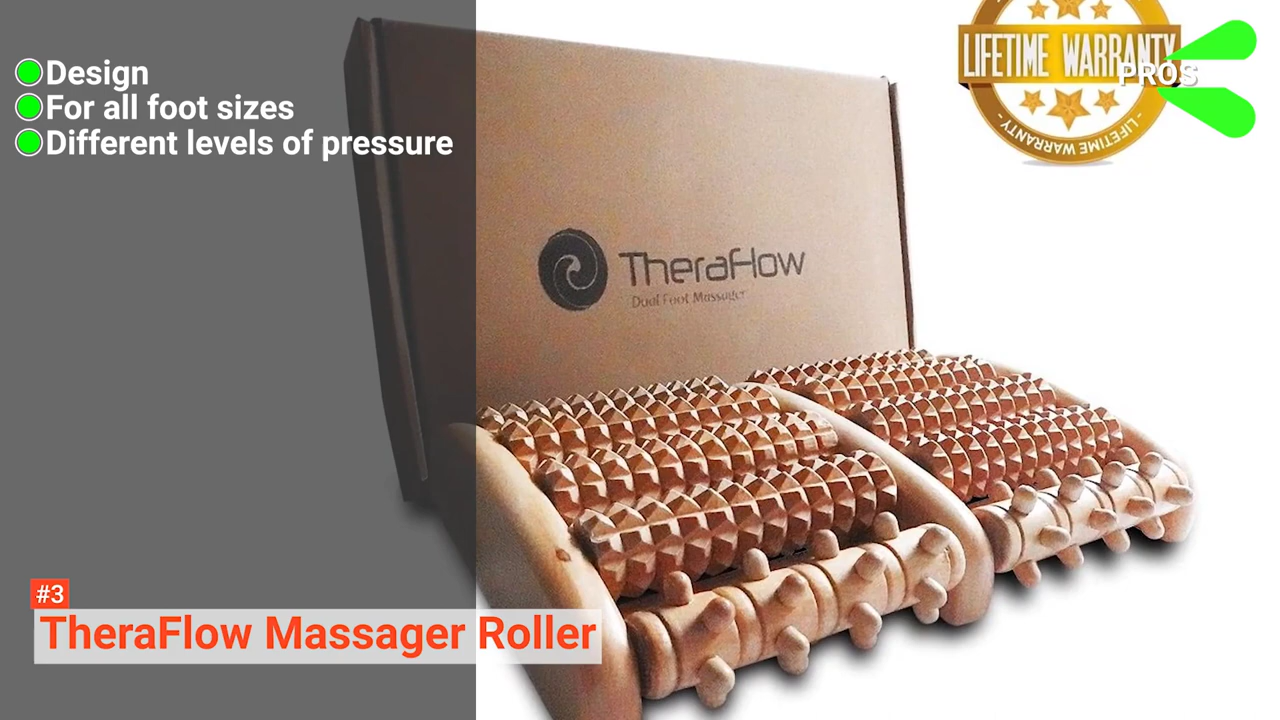 Design
For all foot sizes
Different levels of pressure
LIFETIME WARRANTY
PROS
- LIFETIME WARRANTY -
TheraFlow
Dual Foot Massager
#3
TheraFlow Massager Roller